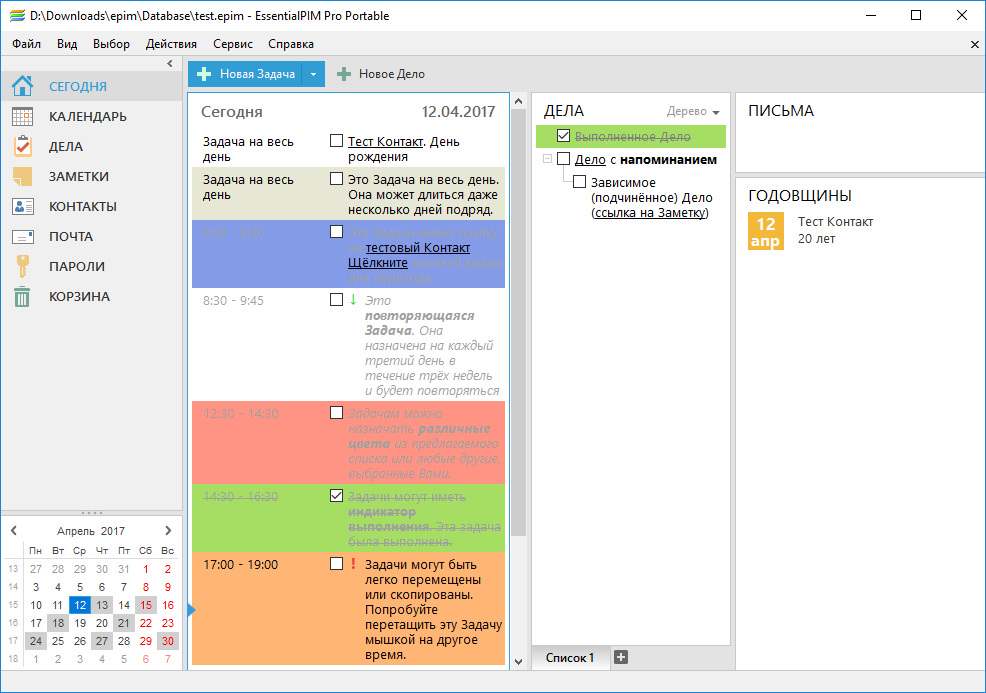 D:\Downloads\epim\Database\test.epim - EssentialPIM Pro Portable
Файл Вид Выбор Действия Сервис Справка
СЕГОДНЯ
КАЛЕНДАРЬ
ДЕЛА
ЗАМЕТКИ
КОНТАКТЫ
ПОЧТА
ПАРОЛИ
КОРЗИНА
Апрель 2017
Пн Вт Ср Чт Пт Сб Вс
13 27 28 29 30 31 1 2
14 3 4 5 6 7 8 9
15 10 11 12 13 14 15 16
16 17 18 19 20 21 22 23
17 24 25 26 27 28 29 30
18 1 2 3 4 5 6 7
Новая Задача
Новое Дело
Сегодня 12.04.2017
Задача на весь
день
Тест Контакт. День
рождения
Задача на весь
день
Это Задача на весь день.
Она может длиться даже
несколько дней подряд.
тестовый Контакт
Щёлкните
8:30 - 9:45
Это
повторяющаяся
Задача. Она
назначена на каждый
третий день в
течение трёх недель
и будет повторяться
12:30 - 14:30
Задачам можно
назначать различные
цвета из предлагаемого
списка или любые другие,
выбранные Вами.
14:30 - 16:30
Задачи могут иметь
индикатор
выполнения. Эта задача
была выполнена.
17:00 - 19:00
! Задачи могут быть
легко перемещены
или скопированы.
Попробуйте
перетащить эту Задачу
мышкой на другое
время.
ДЕЛА
Дерево
Выполненное Дело
Дело с напоминанием
Зависимое
(подчинённое) Дело
(ссылка на Заметку)
Список 1
ПИСЬМА
ГОДОВЩИНЫ
12
апр
Тест Контакт
20 лет